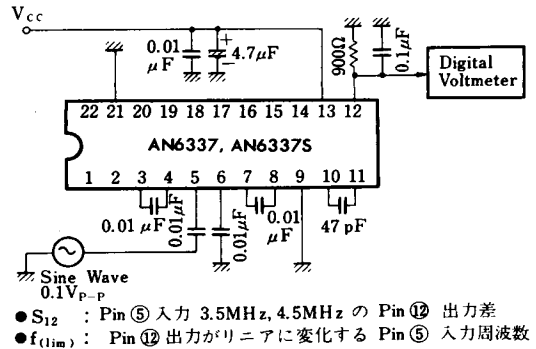 VCC
0.01
μF
+
4.7μF
−
900Ω
0.1μF
Digital
Voltmeter
22 21 20 19 18 17 16 15 14 13 12
AN6337, AN6337S
1 2 3 4 5 6 7 8 9 10 11
0.01 μF
0.01μF
0.01μF
0.01
μF
47 pF
Sine Wave
0.1VP-P
●S12 : Pin ⑤ 入力 3.5MHz, 4.5MHz の Pin ⑫ 出力差
●f(lim) : Pin ⑫ 出力がリニアに変化する Pin ⑤ 入力周波数